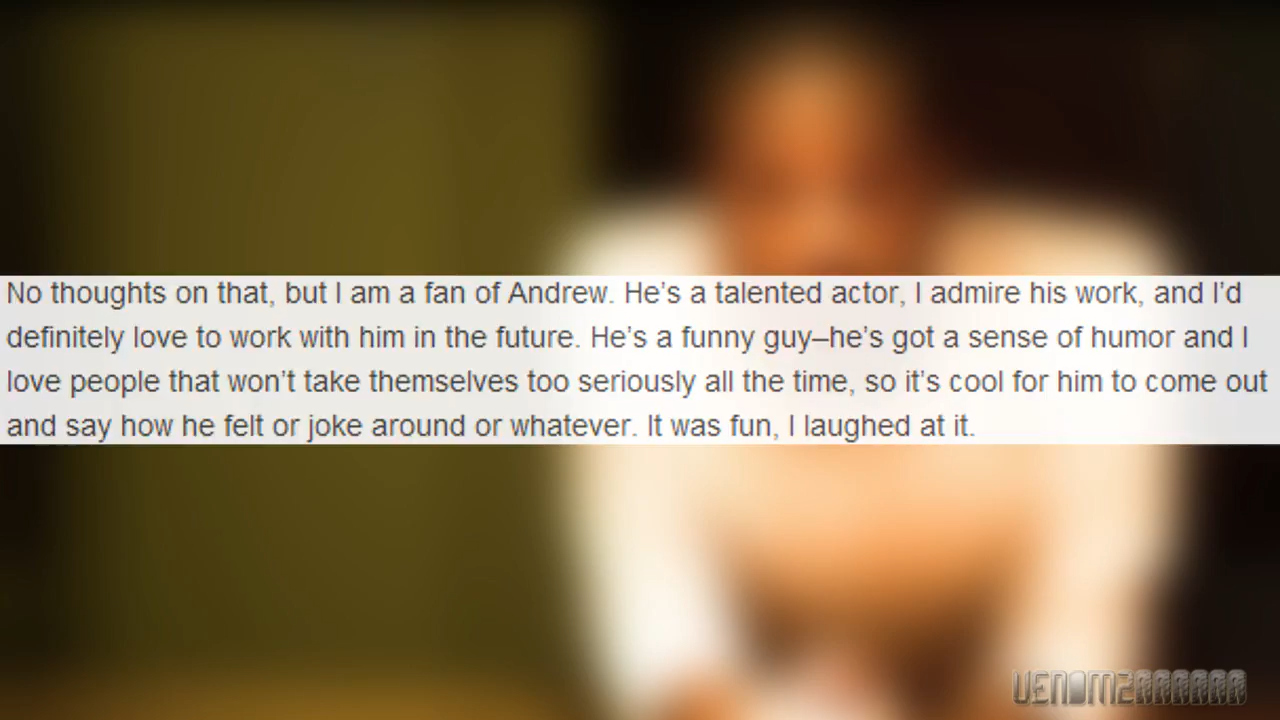 No thoughts on that, but I am a fan of Andrew. He’s a talented actor, I admire his work, and I’d
definitely love to work with him in the future. He’s a funny guy–he’s got a sense of humor and I
love people that won’t take themselves too seriously all the time, so it’s cool for him to come out
and say how he felt or joke around or whatever. It was fun, I laughed at it.